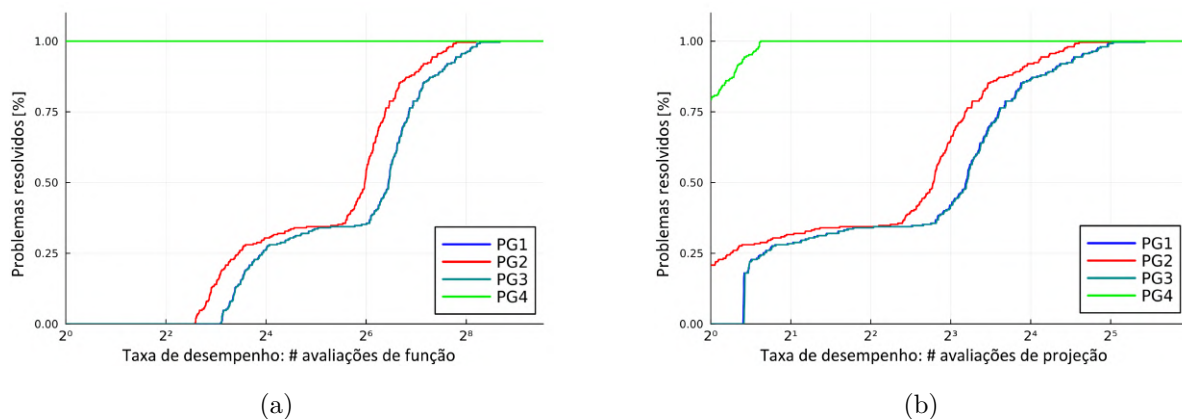 1.00
0.75
0.50
0.25
0.00
Problemas resolvidos [%]
2⁰ 2² 2⁴ 2⁶ 2⁸
Taxa de desempenho: # avaliações de função
PG1
PG2
PG3
PG4
(a)
1.00
0.75
0.50
0.25
0.00
Problemas resolvidos [%]
2⁰ 2¹ 2² 2³ 2⁴ 2⁵
Taxa de desempenho: # avaliações de projeção
PG1
PG2
PG3
PG4
(b)